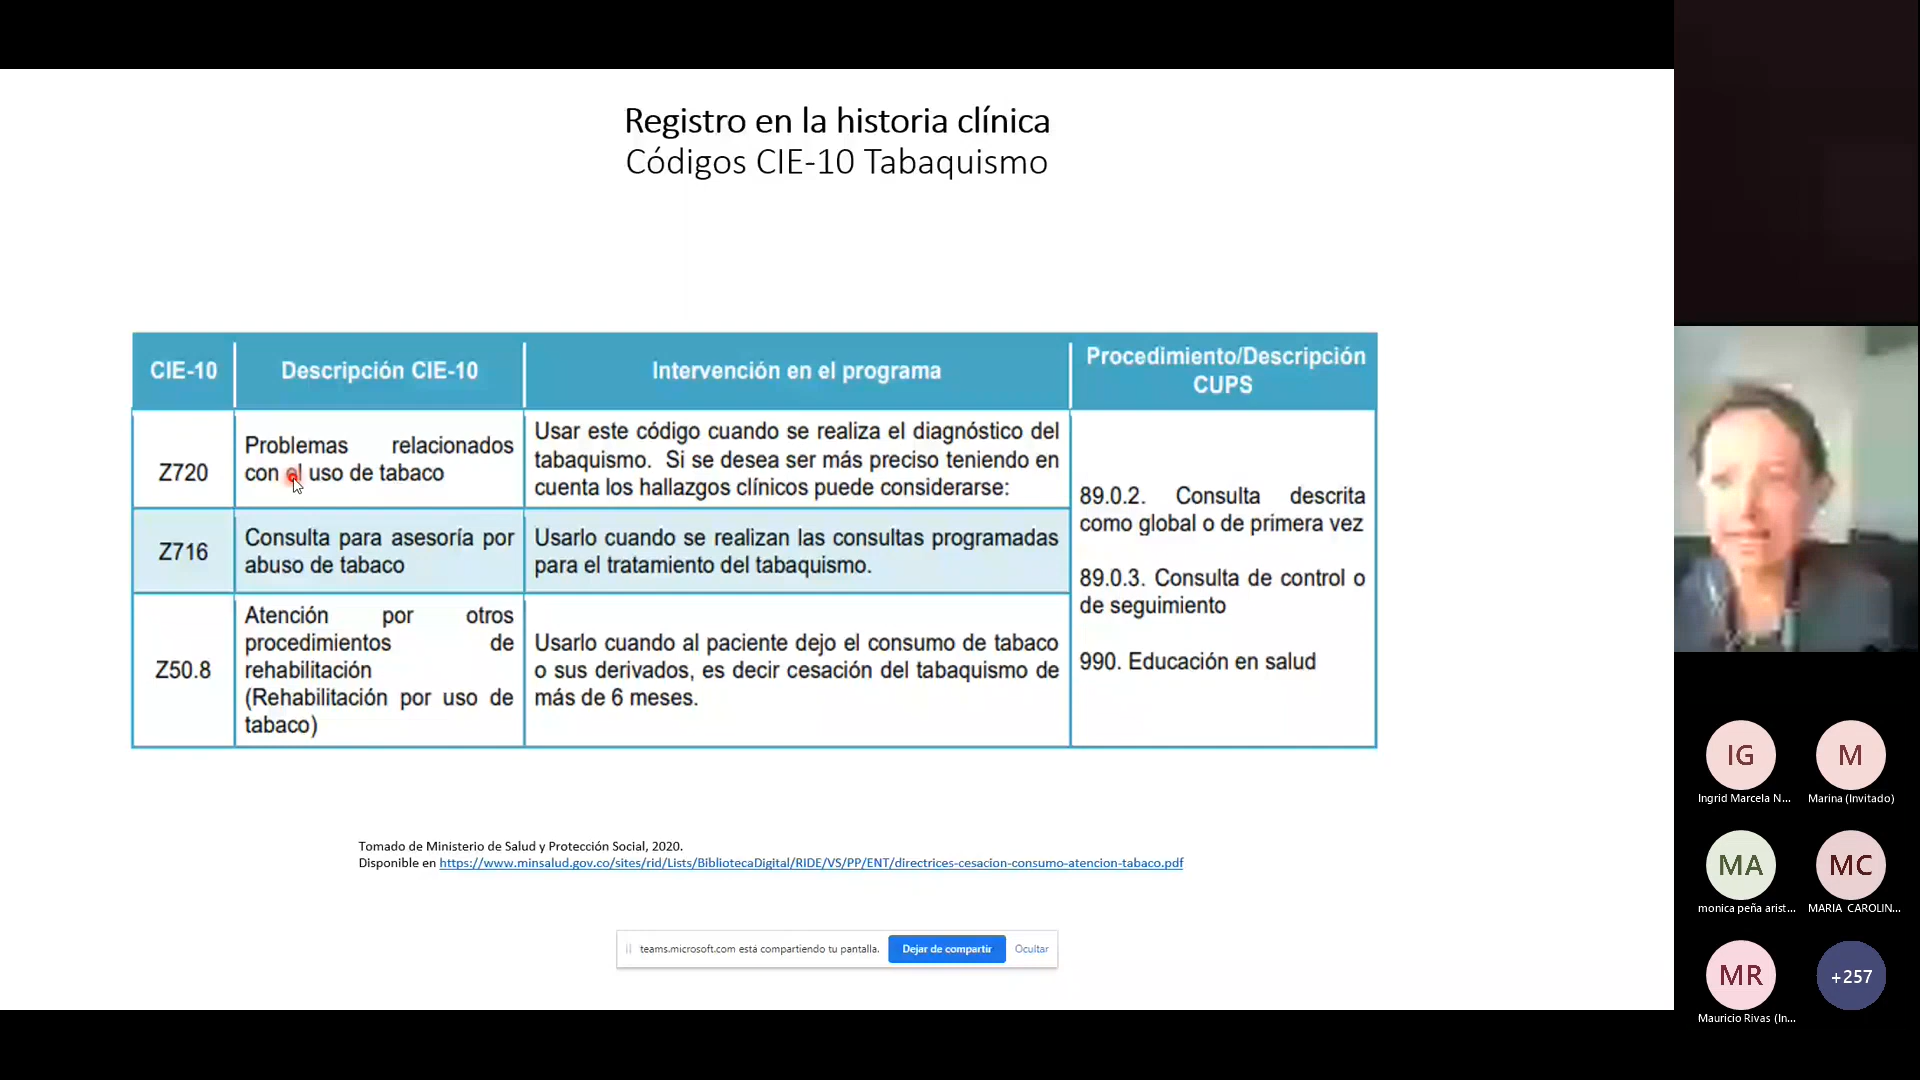 Registro en la historia clínica
Códigos CIE-10 Tabaquismo
CIE-10
Descripción CIE-10
Intervención en el programa
Procedimiento/Descripción
CUPS
Z720
Problemas relacionados
con el uso de tabaco
Usar este código cuando se realiza el diagnóstico del
tabaquismo. Si se desea ser más preciso teniendo en
cuenta los hallazgos clínicos puede considerarse:
Z716
Consulta para asesoría por
abuso de tabaco
Usarlo cuando se realizan las consultas programadas
para el tratamiento del tabaquismo.
Z50.8
Atención por otros
procedimientos de
rehabilitación
(Rehabilitación por uso de
tabaco)
Usarlo cuando al paciente dejo el consumo de tabaco
o sus derivados, es decir cesación del tabaquismo de
más de 6 meses.
89.0.2. Consulta descrita
como global o de primera vez
89.0.3. Consulta de control o
de seguimiento
990. Educación en salud
Tomado de Ministerio de Salud y Protección Social, 2020.
Disponible en https://www.minsalud.gov.co/sites/rid/Lists/BibliotecaDigital/RIDE/VS/PP/ENT/directrices-cesacion-consumo-atencion-tabaco.pdf
teams.microsoft.com está compartiendo tu pantalla.
Dejar de compartir
Ocultar
IG
Ingrid Marcela N...
M
Marina (Invitado)
MA
monica peña arist...
MC
MARIA CAROLIN...
MR
Mauricio Rivas (In...
+257